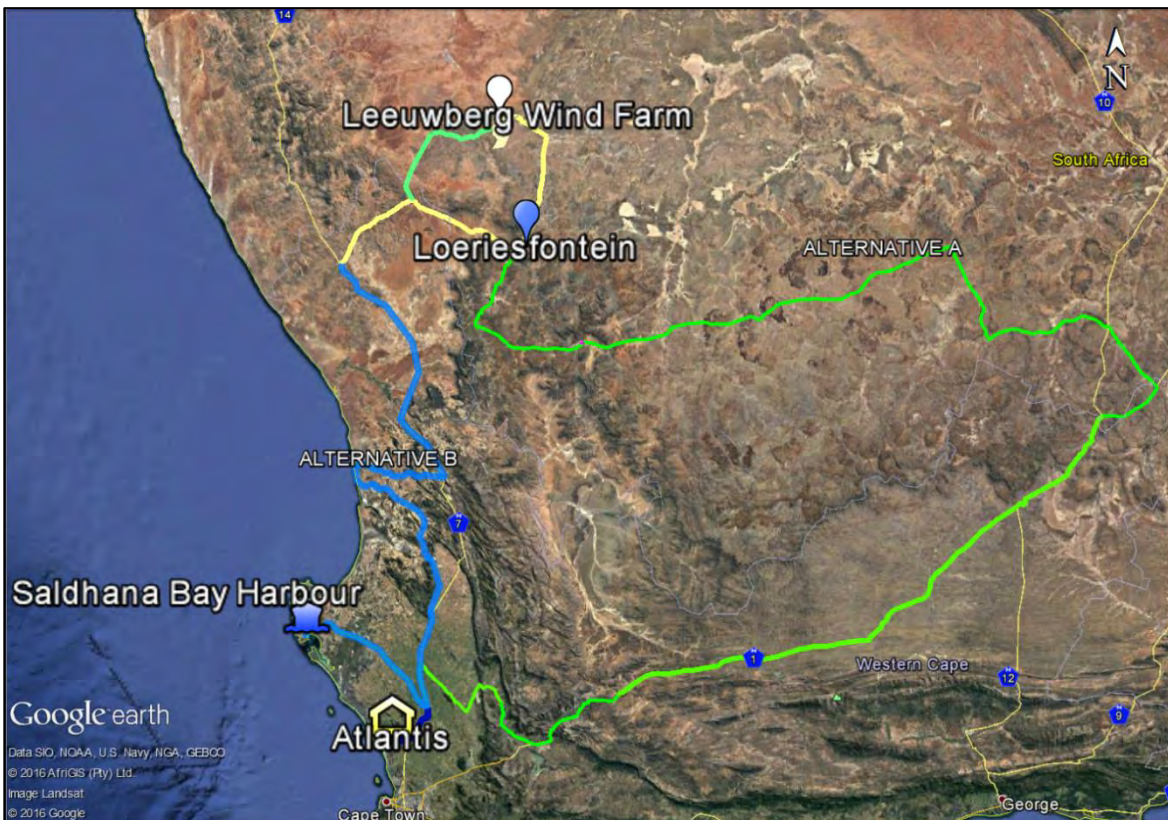 14
N
10
Leeuwberg Wind Farm
South Africa
Loeriesfontein
ALTERNATIVE A
ALTERNATIVE B
N
7
Saldhana Bay Harbour
N
1
Western Cape
N
12
N
9
Google earth
Atlantis
Data SIO, NOAA, U.S. Navy, NGA, GEBCO
© 2016 AfriGIS (Pty) Ltd.
Image Landsat
© 2016 Google
Cape Town
George